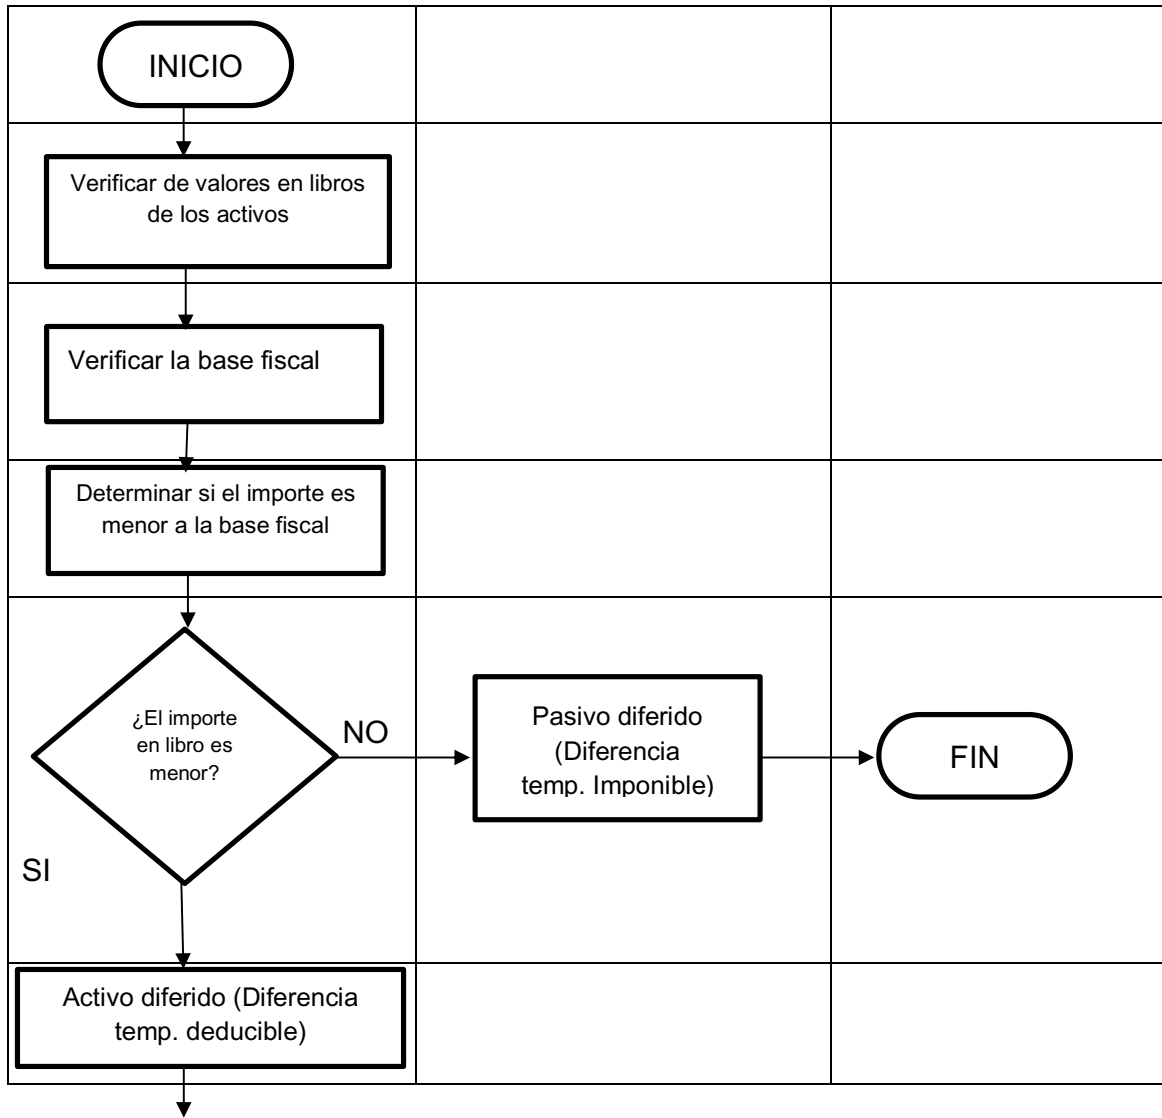 INICIO
Verificar de valores en libros
de los activos
Verificar la base fiscal
Determinar si el importe es
menor a la base fiscal
¿El importe
en libro es
menor?
NO
Pasivo diferido
(Diferencia
temp. Imponible)
FIN
SI
Activo diferido (Diferencia
temp. deducible)